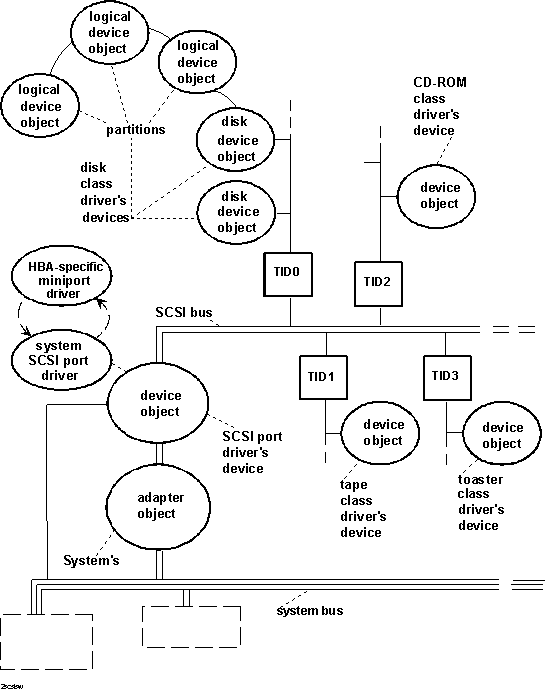 logical
device
object
logical
device
object
logical
device
object
partitions
disk
device
object
disk
class
driver's
devices
disk
device
object
CD-ROM
class
driver's
device
device
object
TID0
TID2
HBA-specific
miniport
driver
SCSI bus
system
SCSI port
driver
device
object
TID1
TID3
SCSI port
driver's
device
device
object
device
object
tape
class
driver's
device
toaster
class
driver's
device
adapter
object
System's
system bus